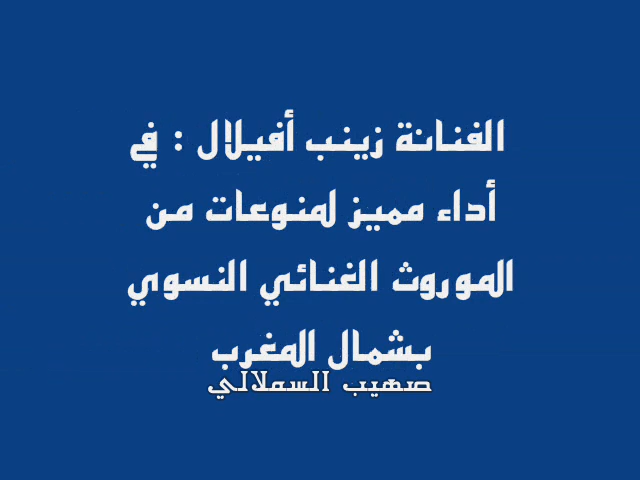 الفنانة زينب أفيلال : في
أداء مميز لمنوعات من
الموروث الغنائي النسوي
بشمال المغرب
صهيب السملالي